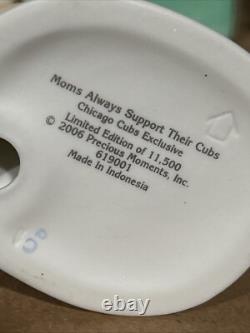 Moms Always Support Their Cubs
Chicago Cubs Exclusive
Limited Edition of 11,500
© 2006 Precious Moments, Inc.
619001
Made In Indonesia
ebay